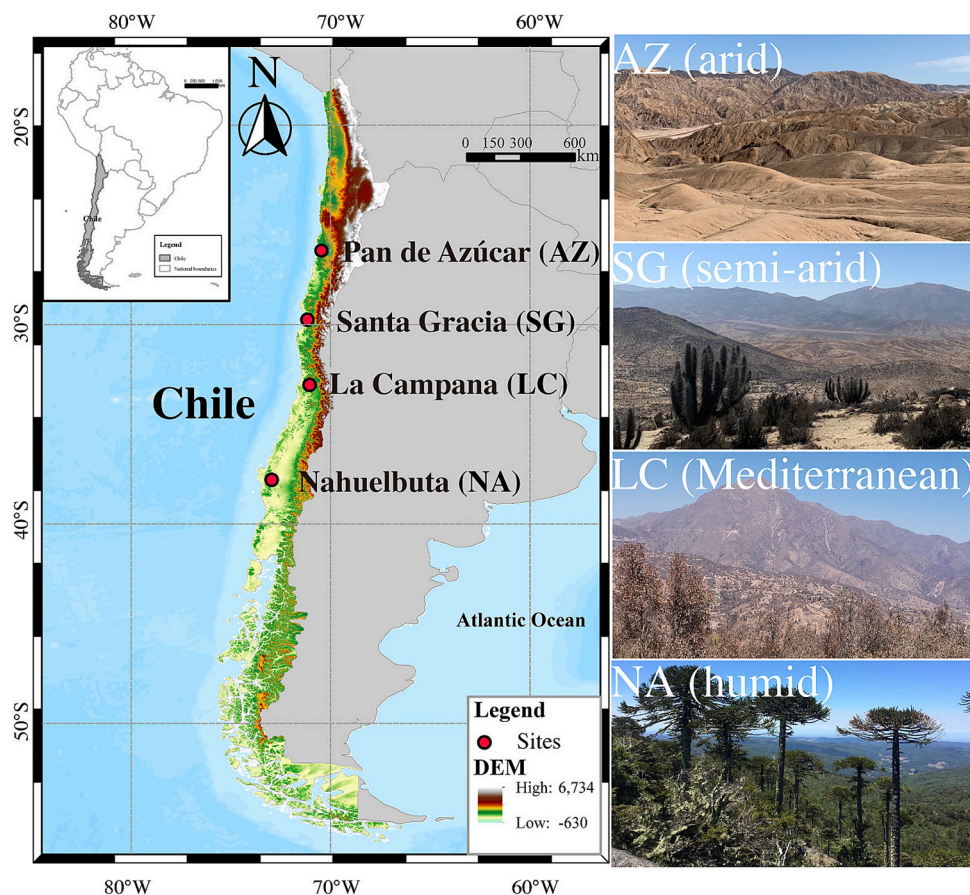 80°W 70°W 60°W
N
Chile
Legend
Chile
National boundaries
0 150 300 600
km
20°S
30°S
40°S
50°S
Pan de Azúcar (AZ)
Santa Gracia (SG)
La Campana (LC)
Chile
Nahuelbuta (NA)
Atlantic Ocean
Legend
Sites
DEM
High: 6,734
Low: -630
80°W 70°W 60°W
AZ (arid)
SG (semi-arid)
LC (Mediterranean)
NA (humid)